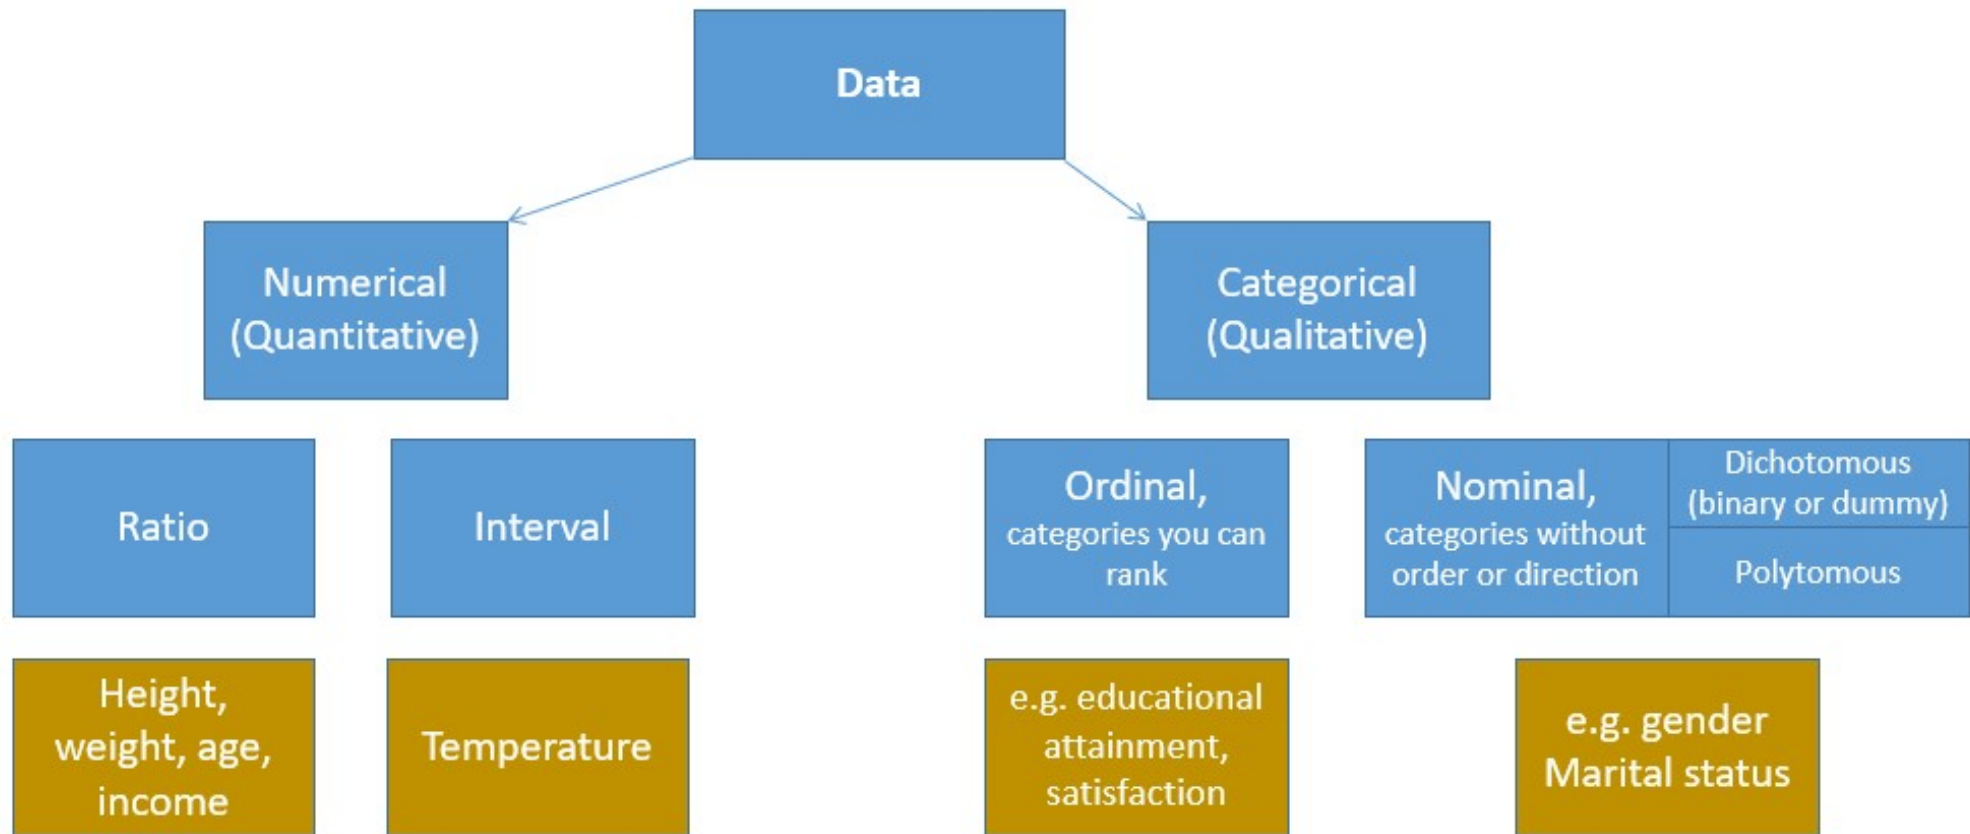 Data
Numerical
(Quantitative)
Categorical
(Qualitative)
Ratio
Interval
Ordinal,
categories you can
rank
Nominal,
categories without
order or direction
Dichotomous
(binary or dummy)
Polytomous
Height,
weight, age,
income
Temperature
e.g. educational
attainment,
satisfaction
e.g. gender
Marital status